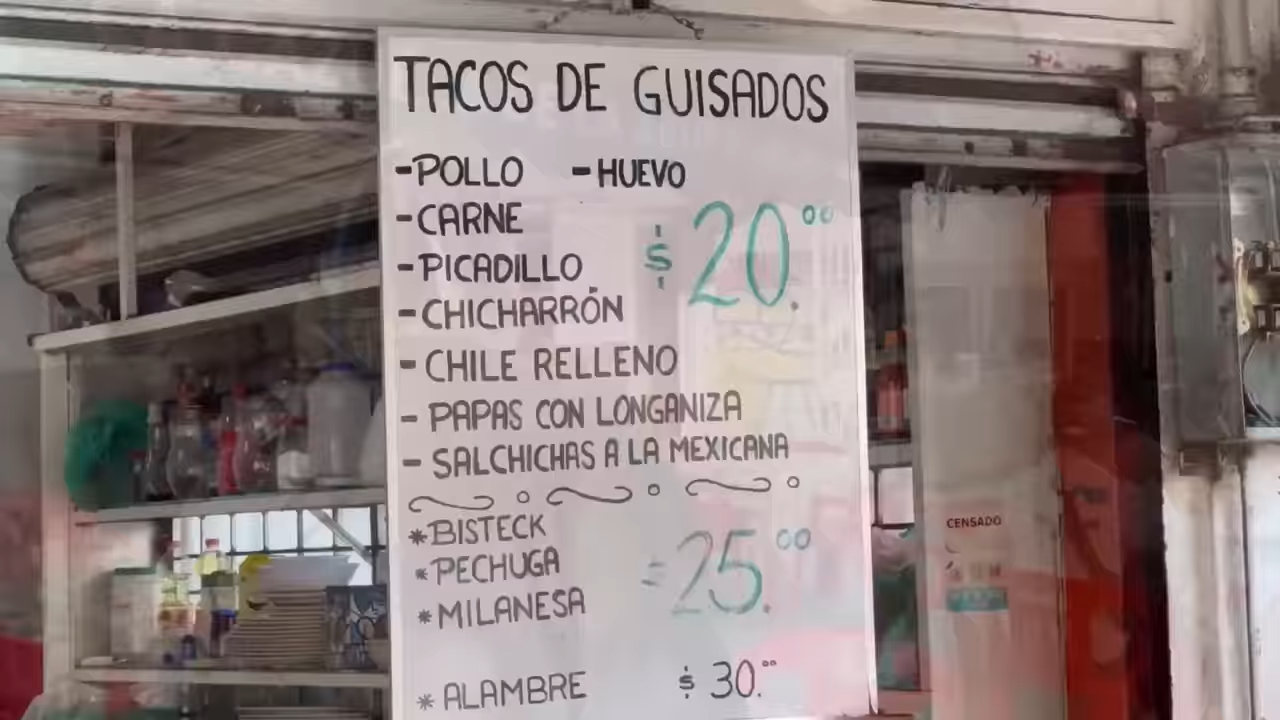 TACOS DE GUISADOS
-POLLO -HUEVO
-CARNE
$20.00
-PICADILLO
-CHICHARRÓN
-CHILE RELLENO
-PAPAS CON LONGANIZA
-SALCHICHAS A LA MEXICANA
*BISTECK
25.00
*PECHUGA
*MILANESA
*ALAMBRE $30.00
CENSADO